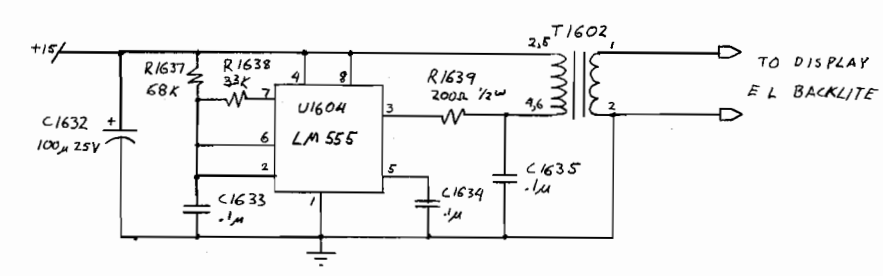 T1602
+15
2,5
1
R1637
68K
R1638
33K
4
8
R1639
200Ω ½W
TO DISPLAY
EL BACKLITE
7
U1604
LM555
3
4,6
2
C1632
+
100µ 25V
6
2
5
C1633
.1µ
1
C1634
.1µ
C1635
.1µ